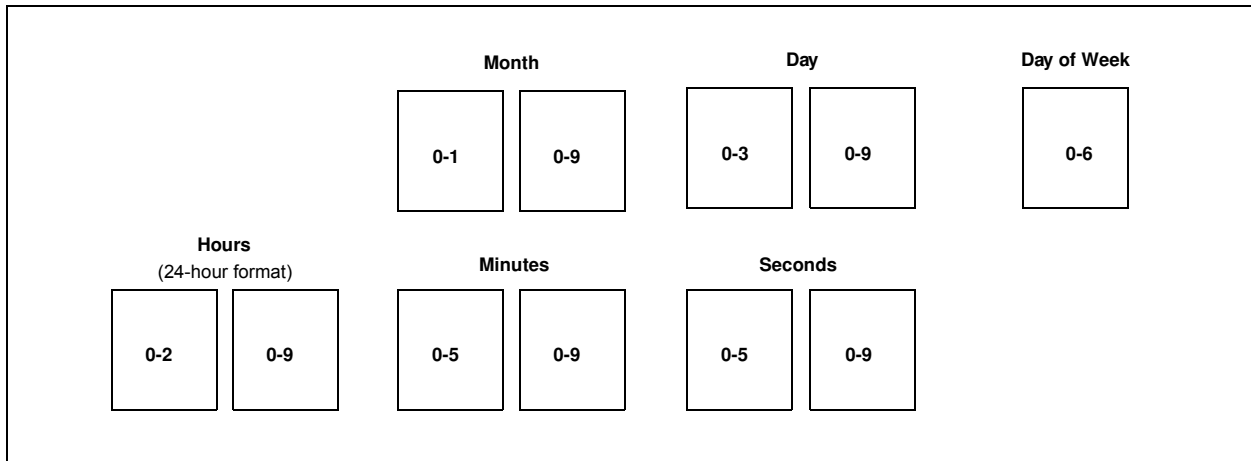 Month Day Day of Week
0-1 0-9 0-3 0-9 0-6
Hours
(24-hour format)
Minutes Seconds
0-2 0-9 0-5 0-9 0-5 0-9